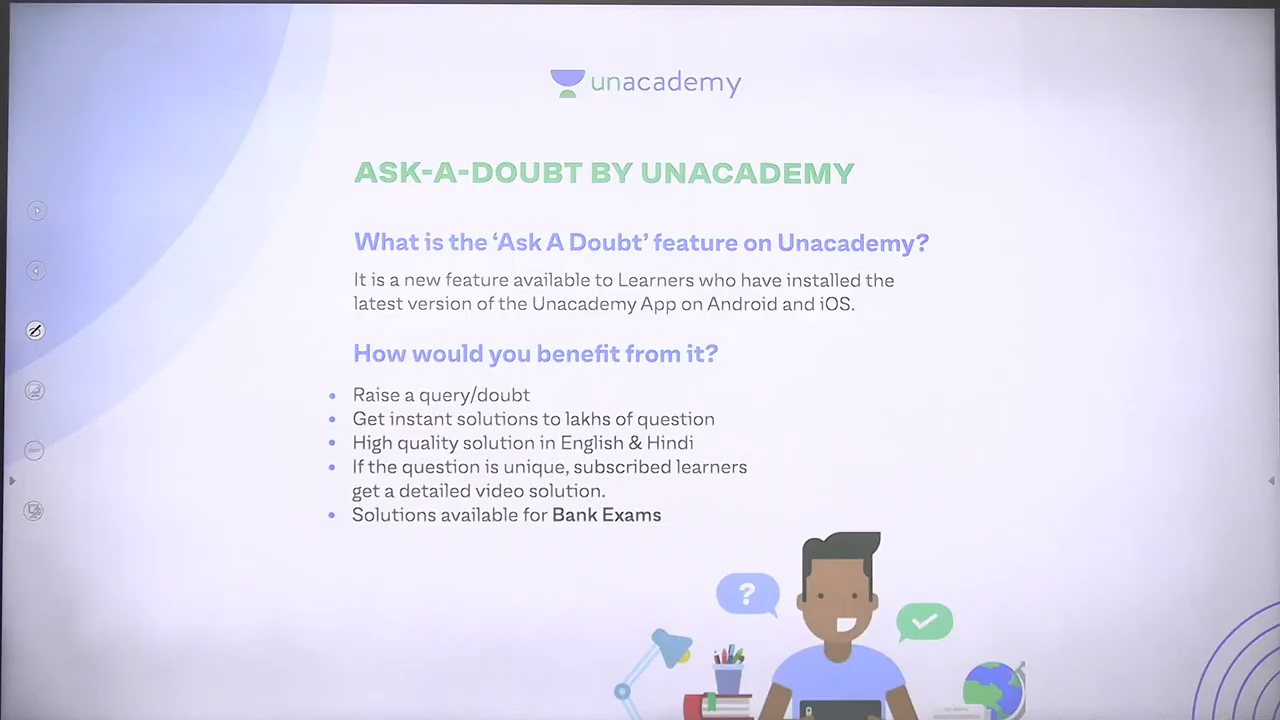 unacademy
ASK-A-DOUBT BY UNACADEMY
What is the ‘Ask A Doubt’ feature on Unacademy?
It is a new feature available to Learners who have installed the
latest version of the Unacademy App on Android and iOS.
How would you benefit from it?
• Raise a query/doubt
• Get instant solutions to lakhs of question
• High quality solution in English & Hindi
• If the question is unique, subscribed learners
get a detailed video solution.
• Solutions available for Bank Exams
?